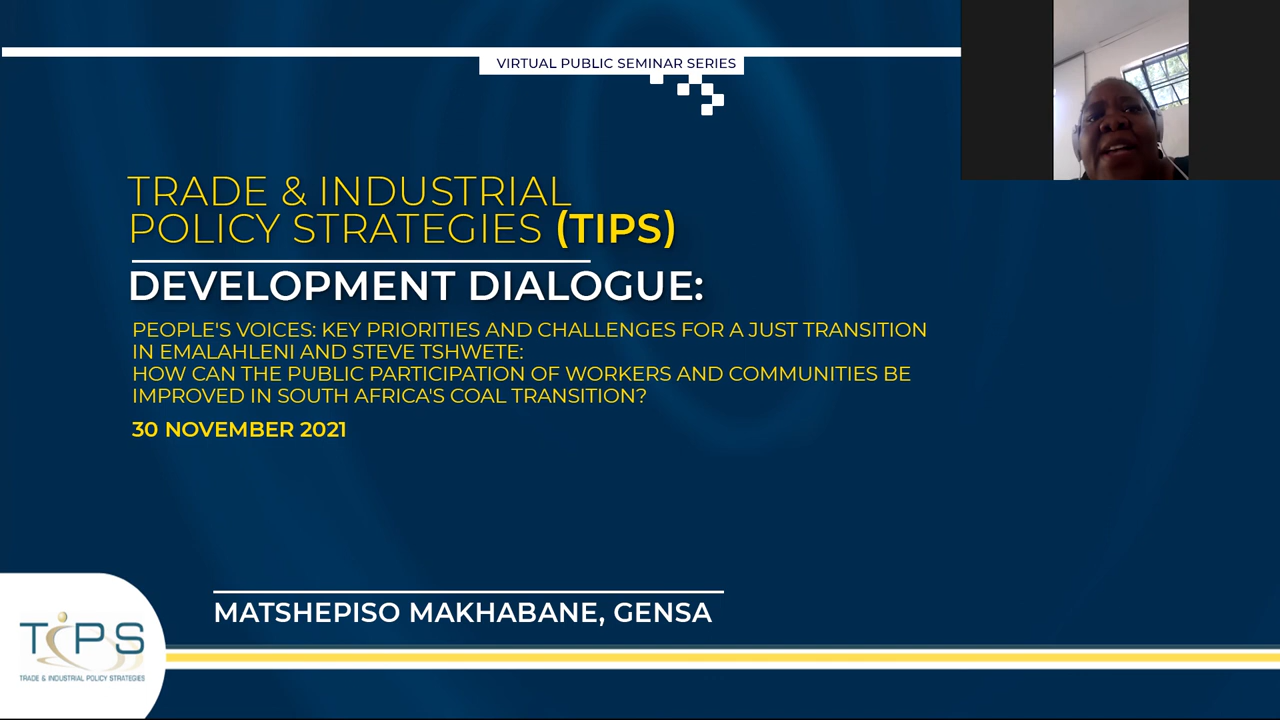 VIRTUAL PUBLIC SEMINAR SERIES
TRADE & INDUSTRIAL
POLICY STRATEGIES (TIPS)
DEVELOPMENT DIALOGUE:
PEOPLE'S VOICES: KEY PRIORITIES AND CHALLENGES FOR A JUST TRANSITION
IN EMALAHLENI AND STEVE TSHWETE:
HOW CAN THE PUBLIC PARTICIPATION OF WORKERS AND COMMUNITIES BE
IMPROVED IN SOUTH AFRICA'S COAL TRANSITION?
30 NOVEMBER 2021
MATSHEPISO MAKHABANE, GENSA
TIPS
TRADE & INDUSTRIAL POLICY STRATEGIES